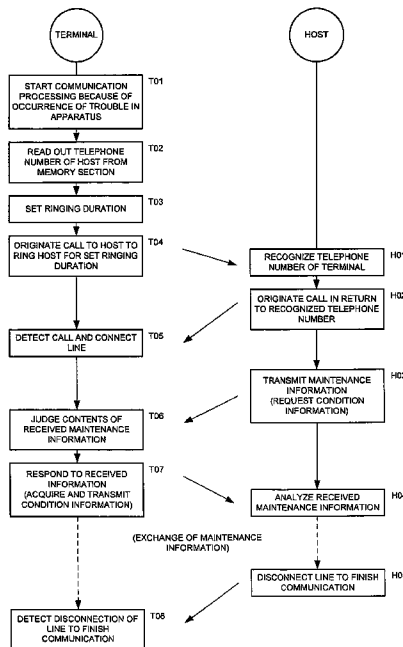 TERMINAL
HOST
T01
START COMMUNICATION
PROCESSING BECAUSE OF
OCCURRENCE OF TROUBLE IN
APPARATUS
T02
READ OUT TELEPHONE
NUMBER OF HOST FROM
MEMORY SECTION
T03
SET RINGING DURATION
T04
ORIGINATE CALL TO HOST TO
RING HOST FOR SET RINGING
DURATION
H01
RECOGNIZE TELEPHONE
NUMBER OF TERMINAL
H02
ORIGINATE CALL IN RETURN
TO RECOGNIZED TELEPHONE
NUMBER
T05
DETECT CALL AND CONNECT
LINE
H03
TRANSMIT MAINTENANCE
INFORMATION
(REQUEST CONDITION
INFORMATION)
T06
JUDGE CONTENTS OF
RECEIVED MAINTENANCE
INFORMATION
T07
RESPOND TO RECEIVED
INFORMATION
(ACQUIRE AND TRANSMIT
CONDITION INFORMATION)
H04
ANALYZE RECEIVED
MAINTENANCE INFORMATION
(EXCHANGE OF MAINTENANCE
INFORMATION)
DISCONNECT LINE TO FINISH
COMMUNICATION
T08
DETECT DISCONNECTION OF
LINE TO FINISH
COMMUNICATION